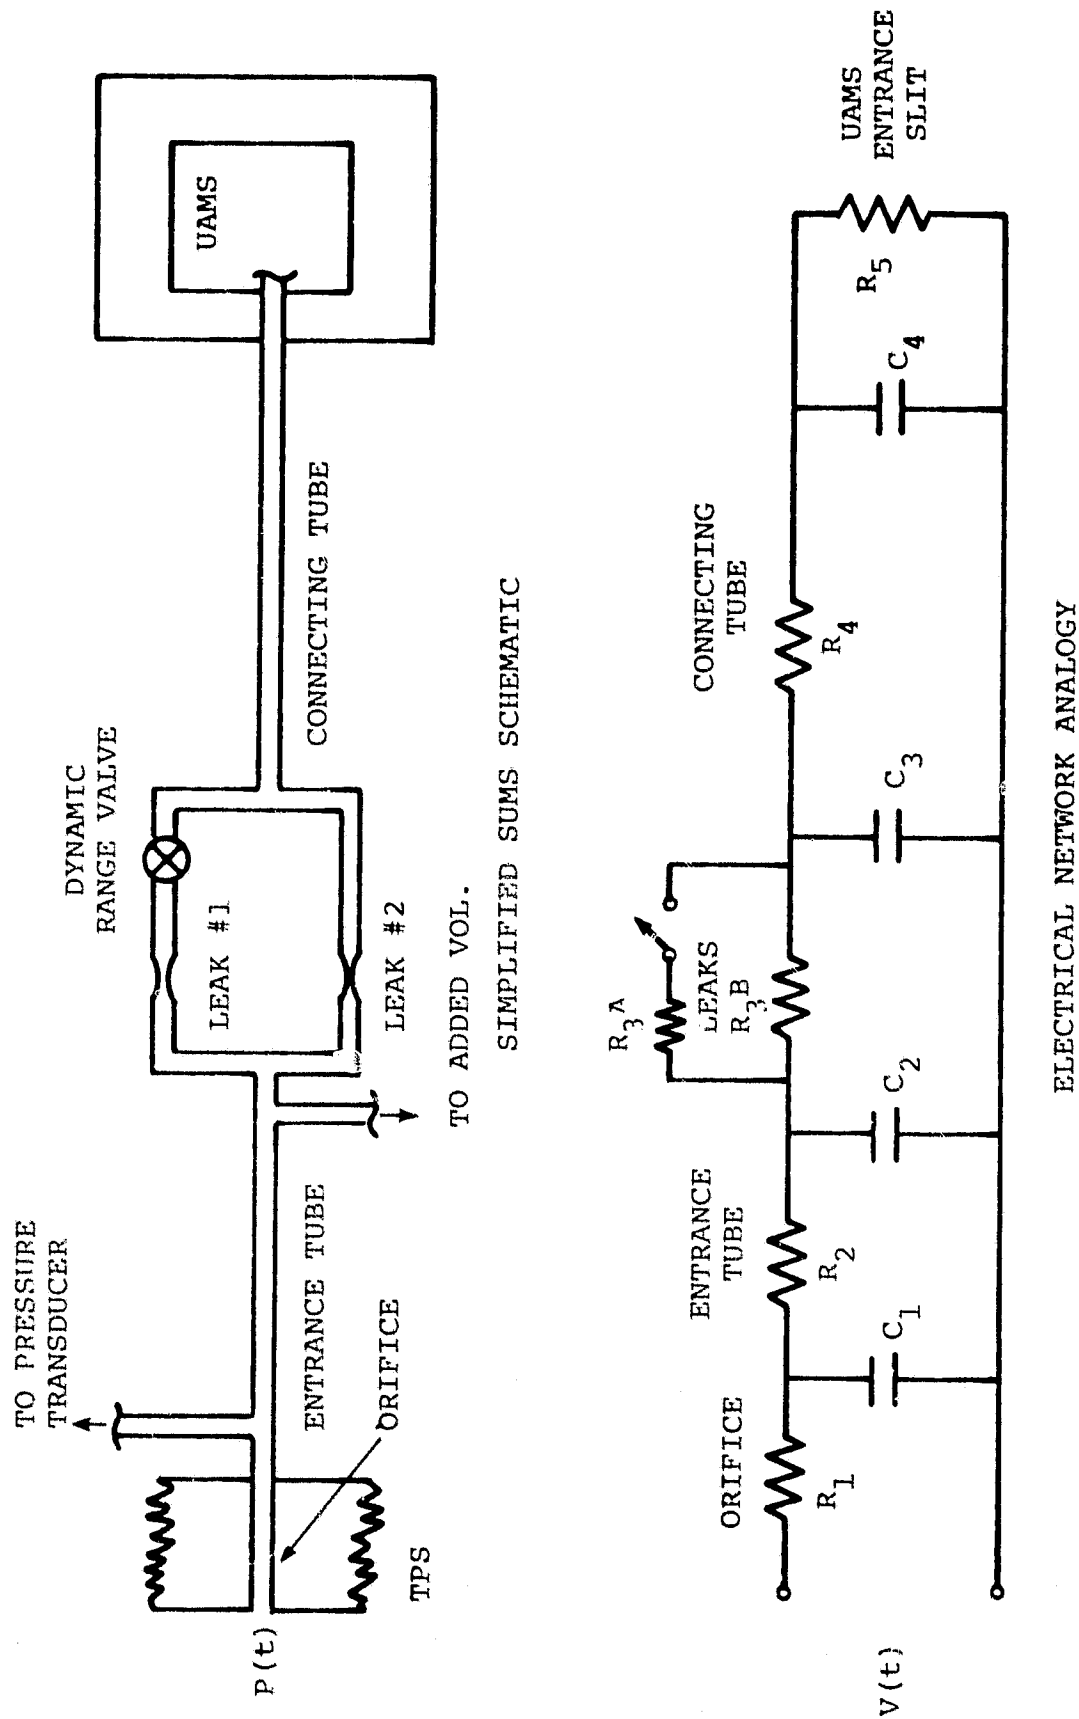 TO PRESSURE
TRANSDUCER
DYNAMIC
RANGE VALVE
UAMS
P(t)
ENTRANCE TUBE
ORIFICE
TPS
LEAK #1
LEAK #2
TO ADDED VOL.
CONNECTING TUBE
SIMPLIFIED SUMS SCHEMATIC
V(t)
ORIFICE
R1
C1
ENTRANCE
TUBE
R2
C2
R3A
LEAKS
R3B
C3
CONNECTING
TUBE
R4
C4
R5
UAMS
ENTRANCE
SLIT
ELECTRICAL NETWORK ANALOGY